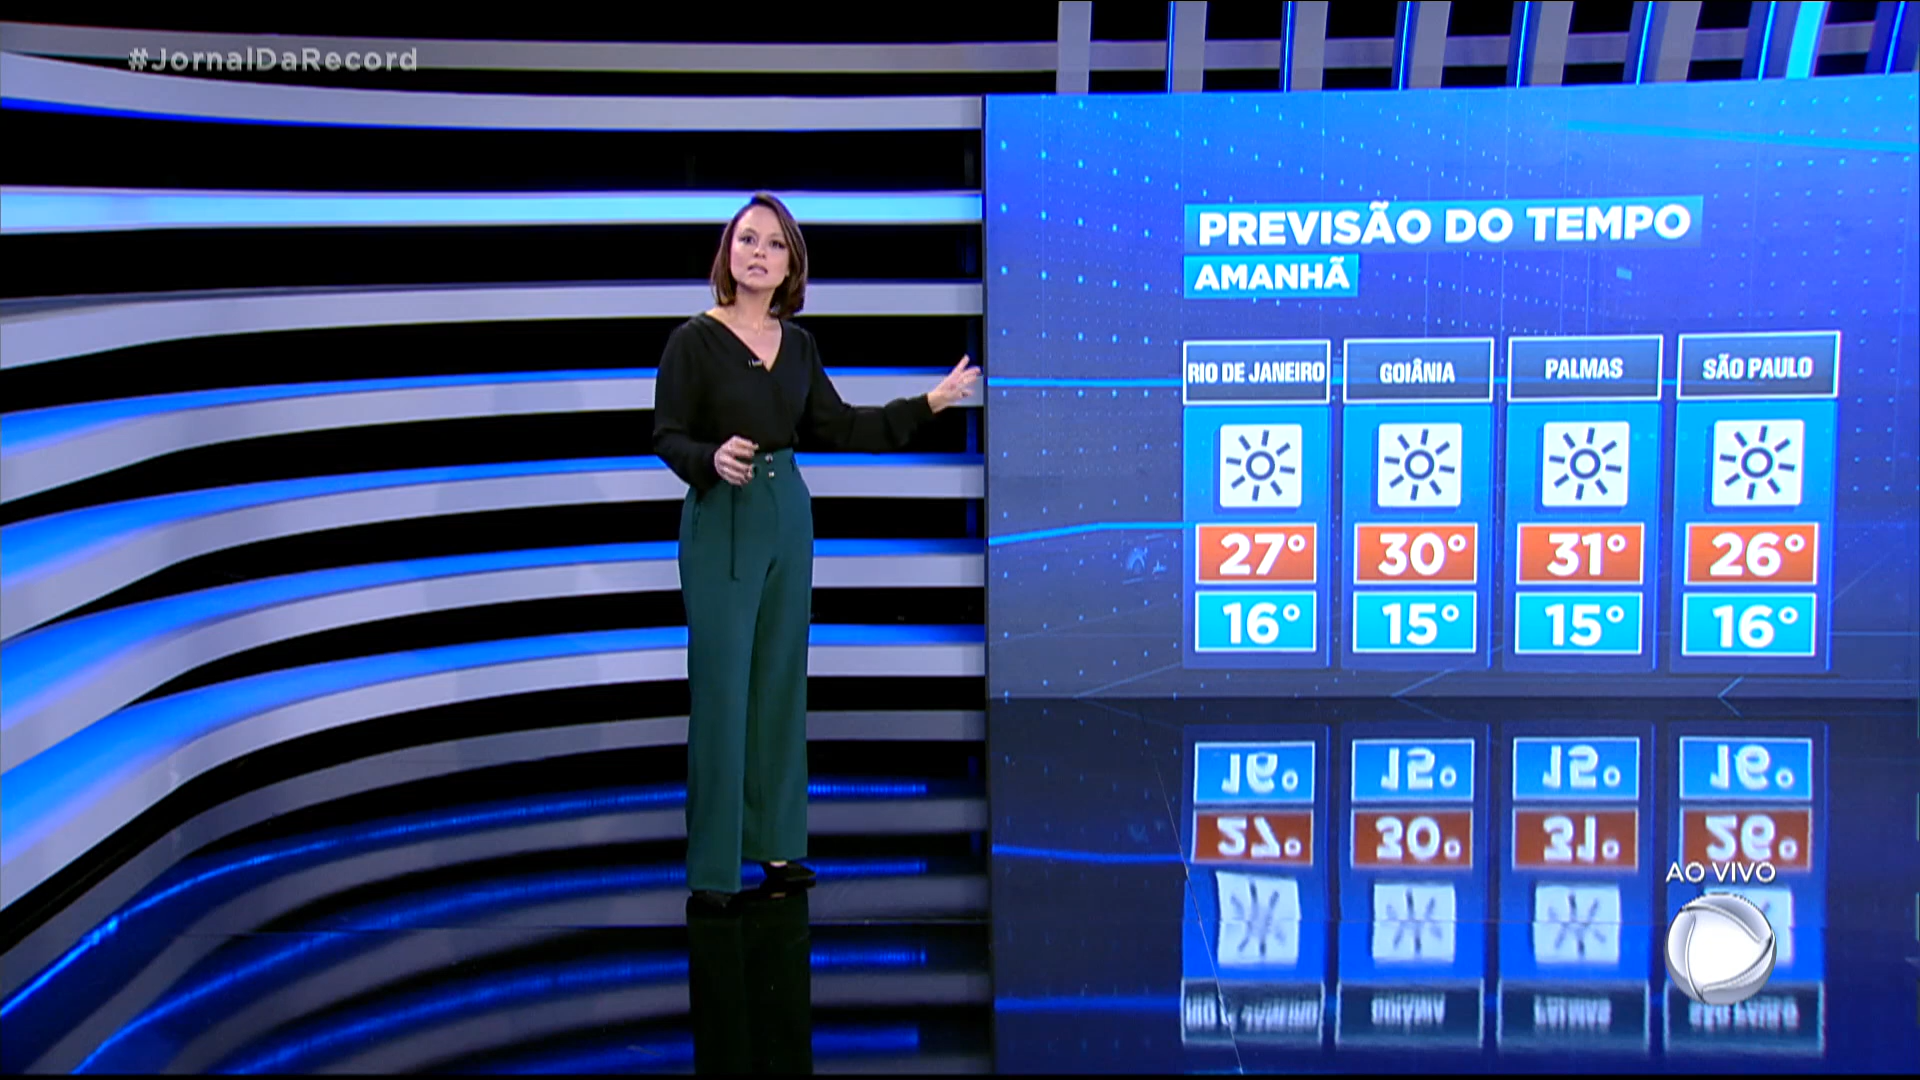 #JornalDaRecord
PREVISÃO DO TEMPO
AMANHÃ
RIO DE JANEIRO GOIÂNIA PALMAS SÃO PAULO
27° 30° 31° 26°
16° 15° 15° 16°
AO VIVO